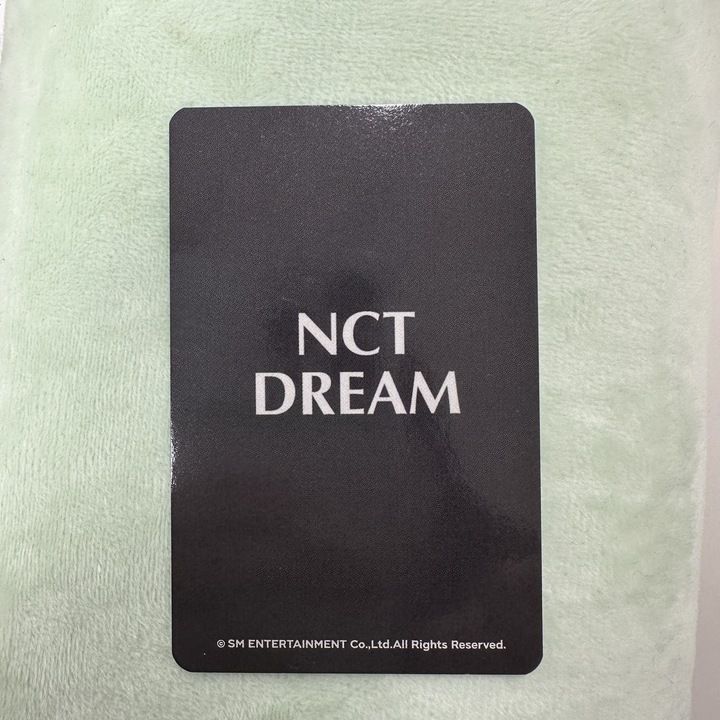 NCT
DREAM
© SM ENTERTAINMENT Co.,Ltd.All Rights Reserved.